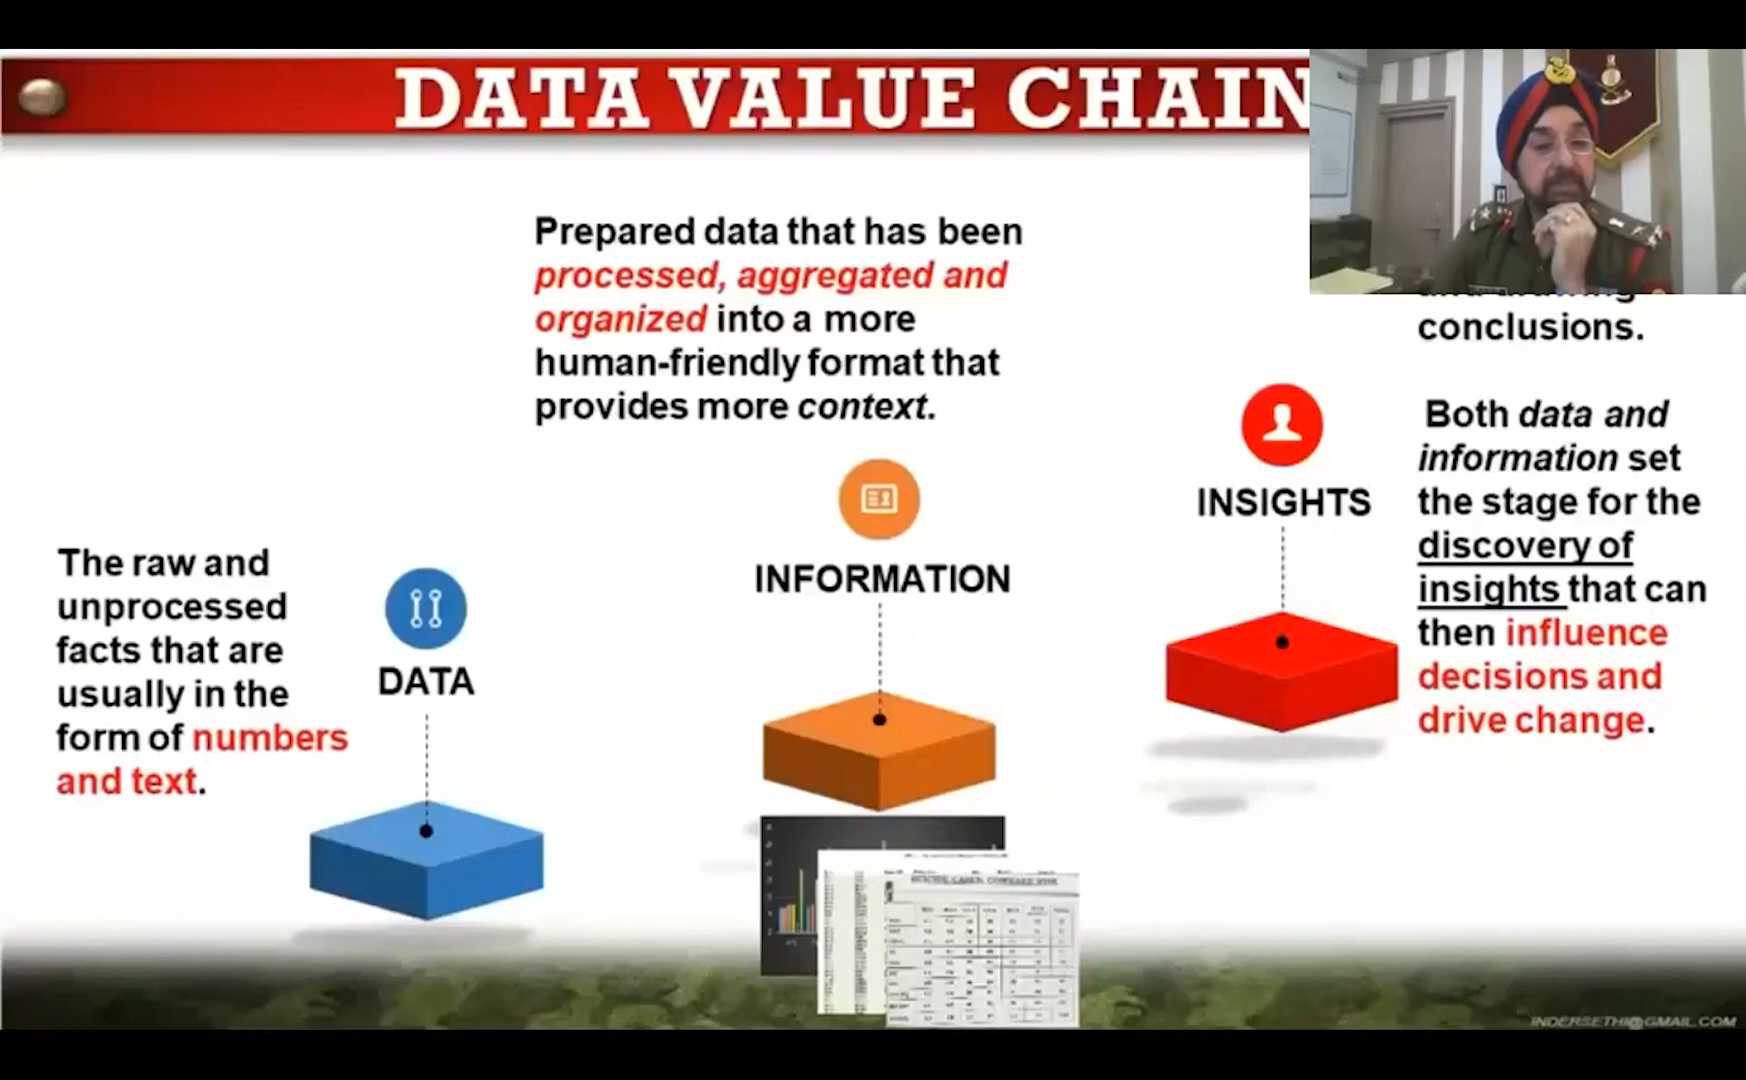 DATA VALUE CHAIN
Prepared data that has been
processed, aggregated and
organized into a more
human-friendly format that
provides more context.
conclusions.
Both data and
information set
the stage for the
discovery of
insights that can
then influence
decisions and
drive change.
INSIGHTS
INFORMATION
The raw and
unprocessed
facts that are
usually in the
form of numbers
and text.
DATA
INDERSETHI@GMAIL.COM